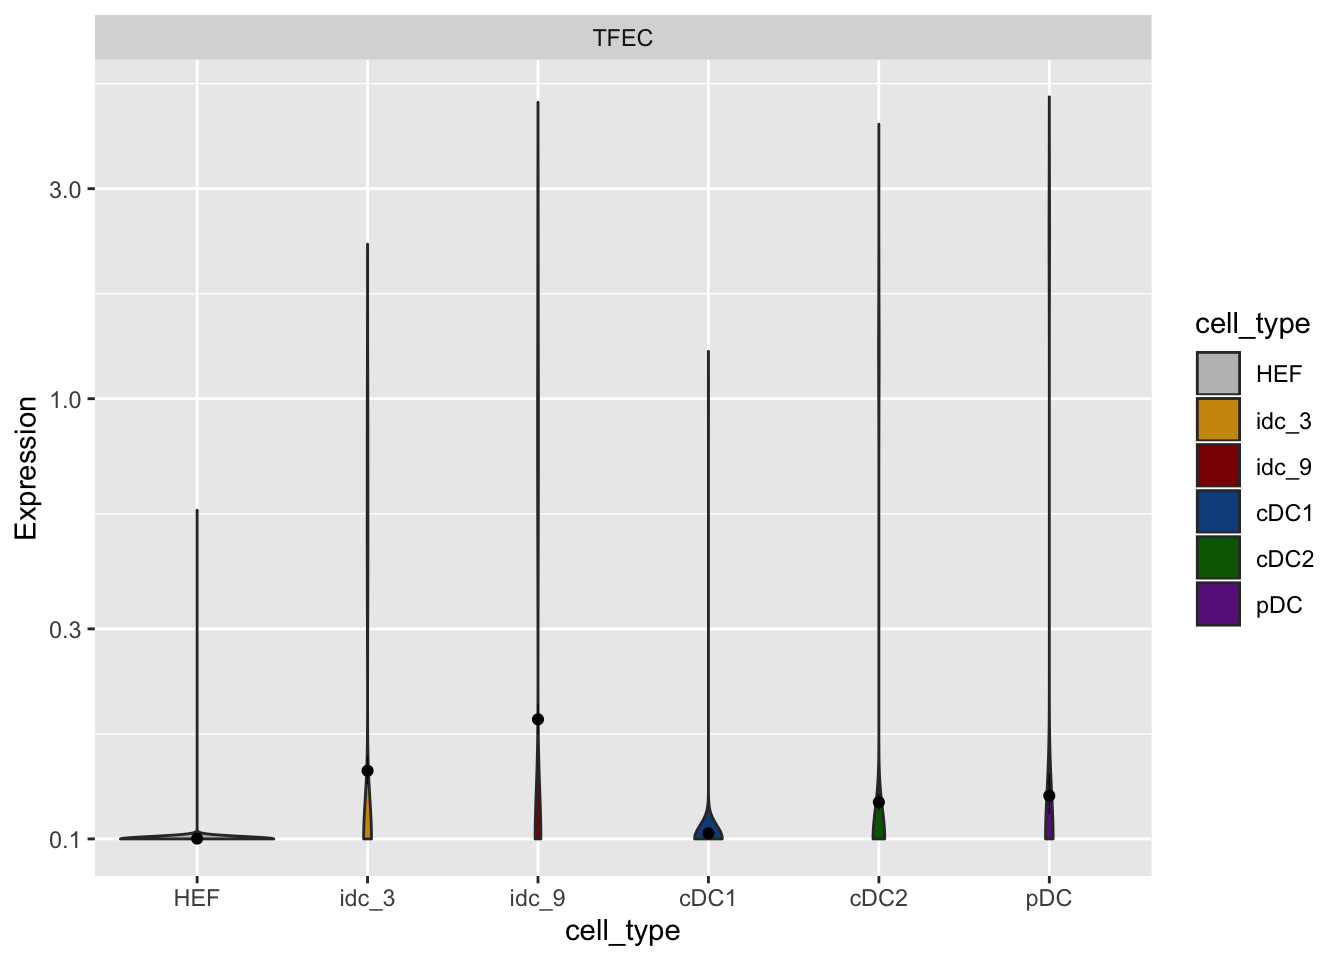 TFEC
3.0
1.0
0.3
0.1
Expression
HEF idc_3 idc_9 cDC1 cDC2 pDC
cell_type
cell_type
HEF
idc_3
idc_9
cDC1
cDC2
pDC